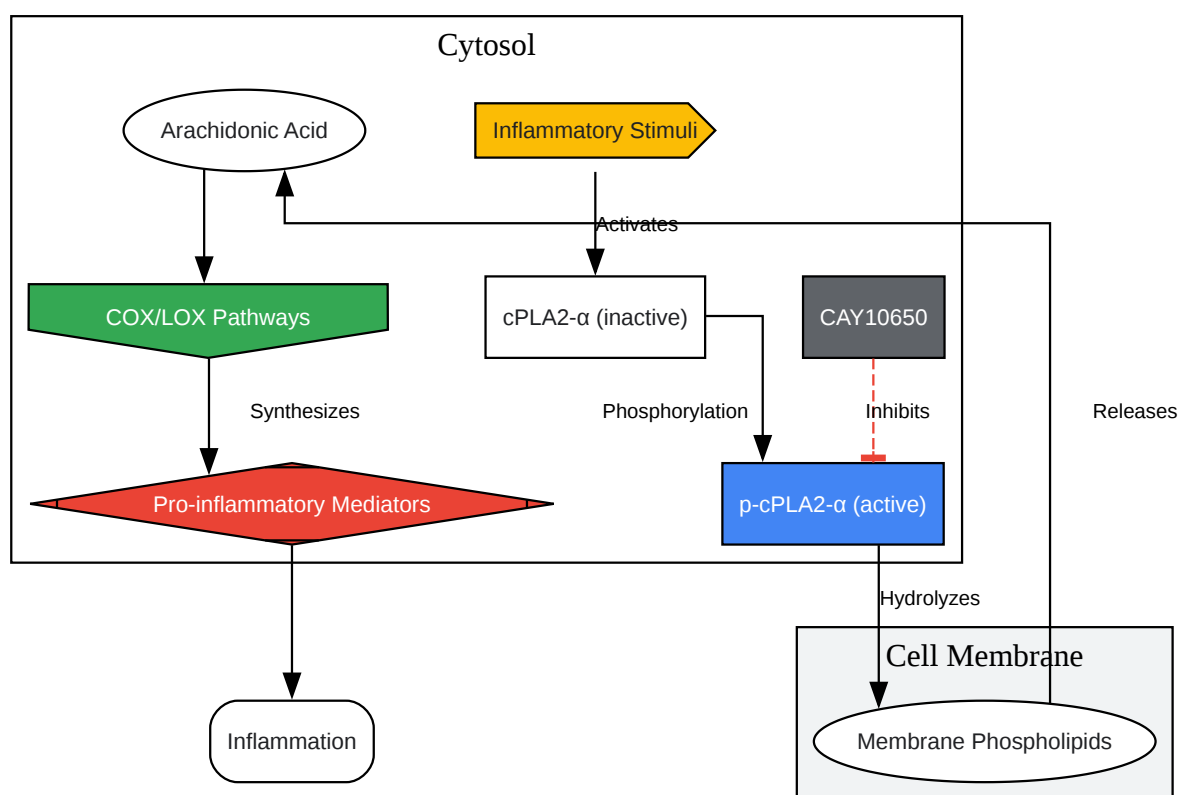 Cytosol
Arachidonic Acid
Inflammatory Stimuli
Activates
COX/LOX Pathways
cPLA2-α (inactive)
CAY10650
Synthesizes
Phosphorylation
Inhibits
Releases
Pro-inflammatory Mediators
p-cPLA2-α (active)
Hydrolyzes
Cell Membrane
Inflammation
Membrane Phospholipids